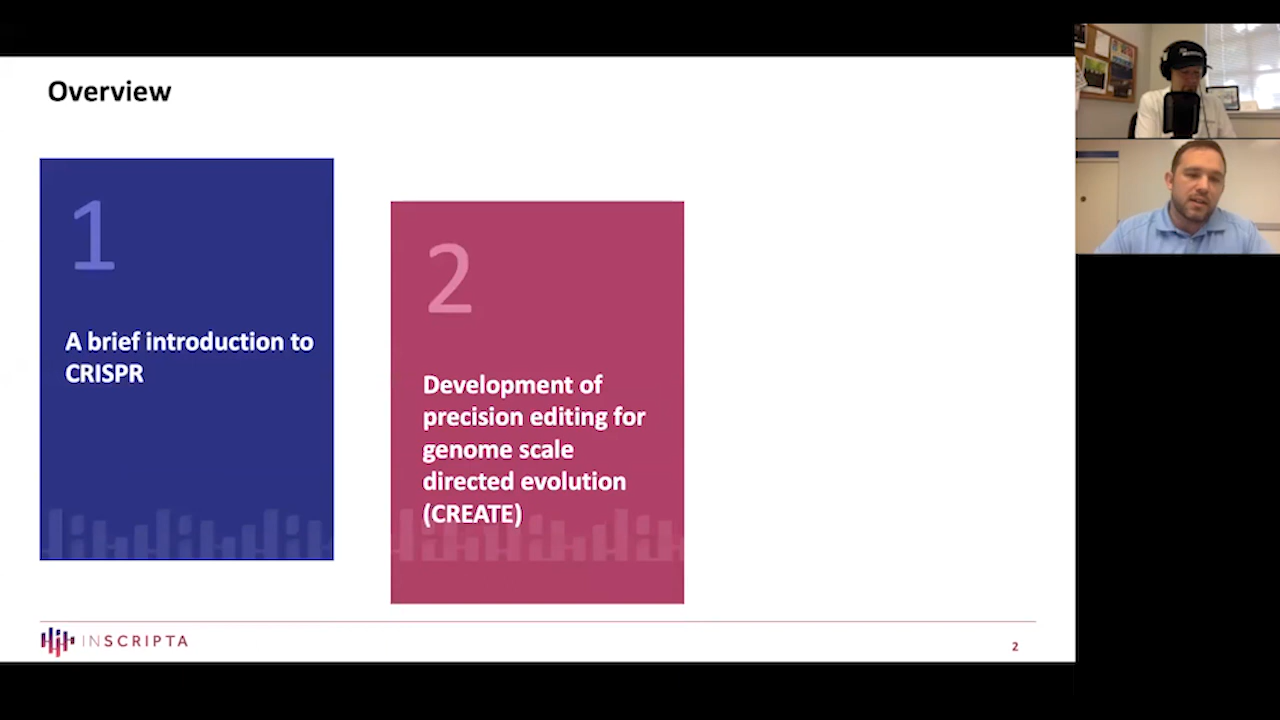 Overview
1
A brief introduction to
CRISPR
2
Development of
precision editing for
genome scale
directed evolution
(CREATE)
INSCRIPTA
2